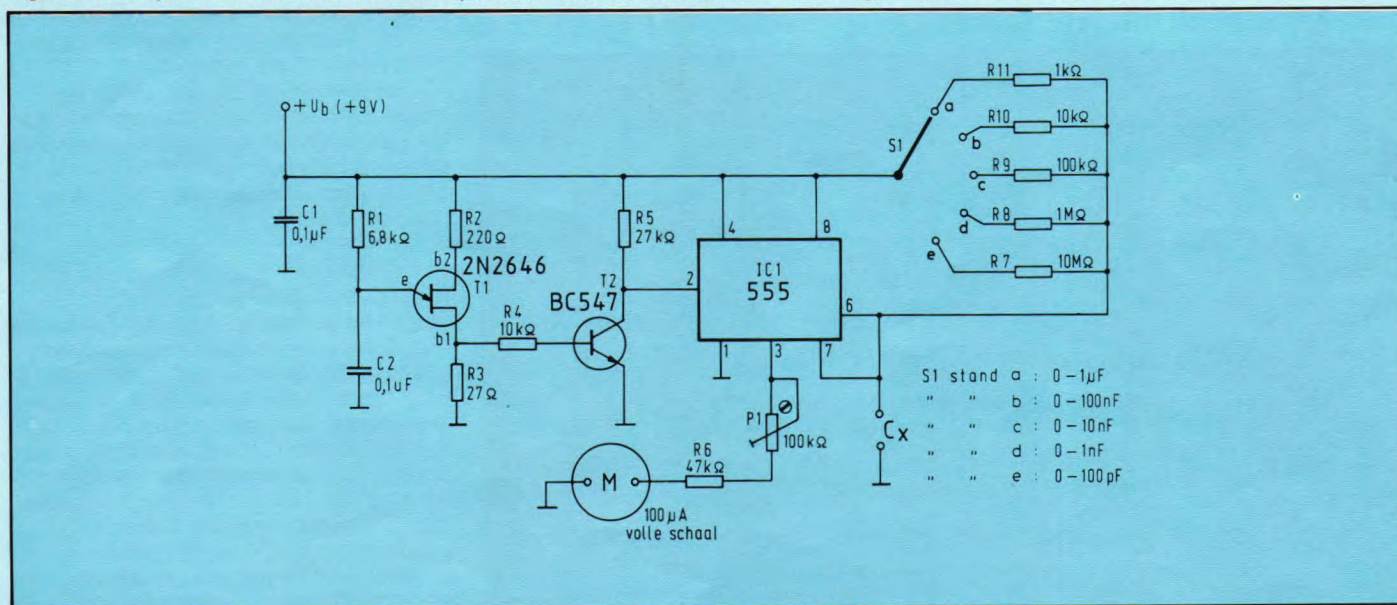 +Ub (+9V)
C1
0,1µF
R1
6,8kΩ
R2
220Ω
b2
2N2646
e
T1
b1
C2
0,1uF
R3
27Ω
R4
10kΩ
R5
27kΩ
T2
BC547
4
8
2
IC1
555
6
1
3
7
P1
100kΩ
R6
47kΩ
M
100µA
volle schaal
S1
a
b
c
d
e
R11
1kΩ
R10
10kΩ
R9
100kΩ
R8
1MΩ
R7
10MΩ
Cx
S1 stand a : 0-1µF
" " b : 0-100nF
" " c : 0-10nF
" " d : 0-1nF
" " e : 0-100pF